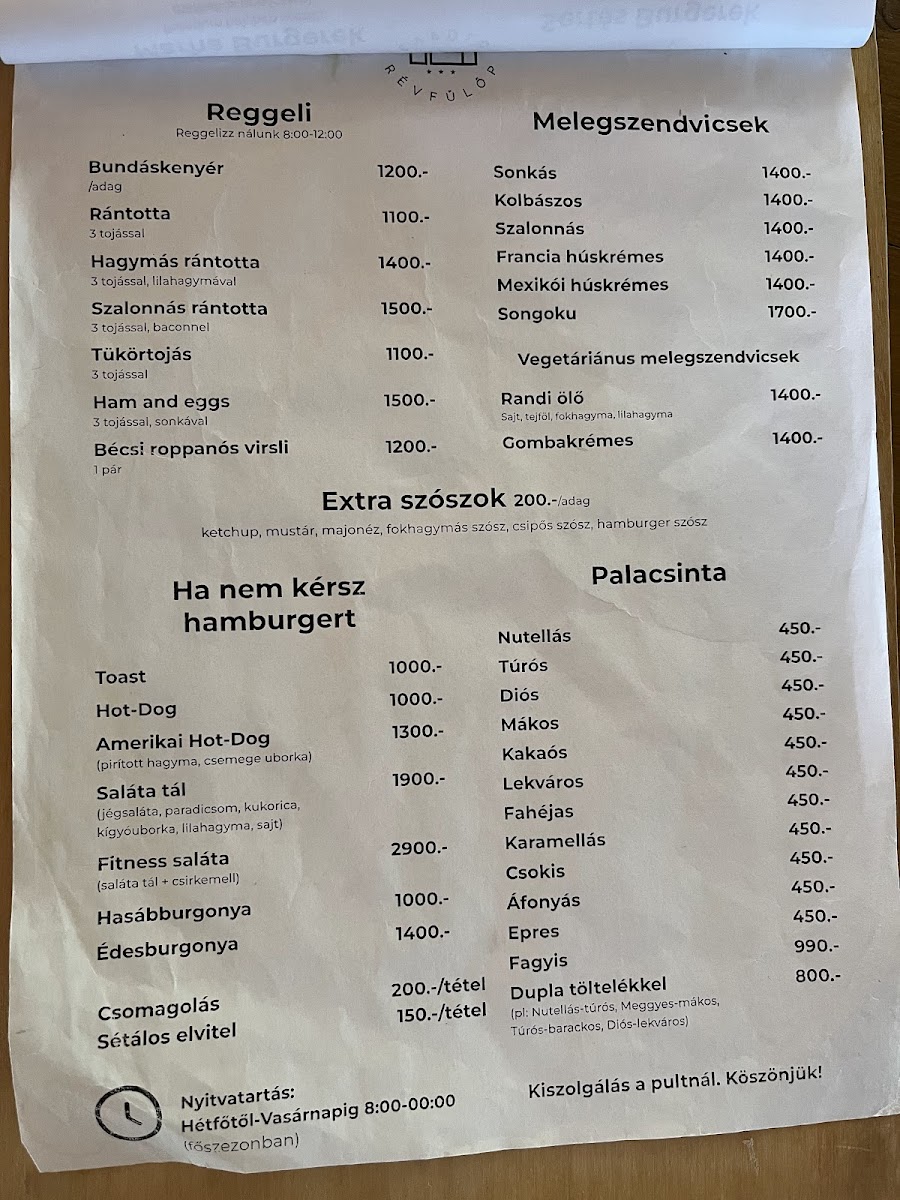 RÉVFÜLÖP
Reggeli
Reggelizz nálunk 8:00-12:00
Bundáskenyér 1200.-
/adag
Rántotta 1100.-
3 tojással
Hagymás rántotta 1400.-
3 tojással, lilahagymával
Szalonnás rántotta 1500.-
3 tojással, baconnel
Tükörtojás 1100.-
3 tojással
Ham and eggs 1500.-
3 tojással, sonkával
Bécsi roppanós virsli 1200.-
1 pár
Melegszendvicsek
Sonkás 1400.-
Kolbászos 1400.-
Szalonnás 1400.-
Francia húskrémes 1400.-
Mexikói húskrémes 1400.-
Songoku 1700.-
Vegetáriánus melegszendvicsek
Randi ölő 1400.-
Sajt, tejföl, fokhagyma, lilahagyma
Gombakrémes 1400.-
Extra szószok 200.-/adag
ketchup, mustár, majonéz, fokhagymás szósz, csipős szósz, hamburger szósz
Ha nem kérsz
hamburgert
Toast 1000.-
Hot-Dog 1000.-
Amerikai Hot-Dog 1300.-
(pirított hagyma, csemege uborka)
Saláta tál 1900.-
(jégsaláta, paradicsom, kukorica,
kígyóuborka, lilahagyma, sajt)
Fitness saláta 2900.-
(saláta tál + csirkemell)
Hasábburgonya 1000.-
Édesburgonya 1400.-
Csomagolás 200.-/tétel
Sétálos elvitel 150.-/tétel
Palacsinta
Nutellás 450.-
Túrós 450.-
Diós 450.-
Mákos 450.-
Kakaós 450.-
Lekváros 450.-
Fahéjas 450.-
Karamellás 450.-
Csokis 450.-
Áfonyás 450.-
Epres 450.-
Fagyis 990.-
Dupla töltelékkel 800.-
(pl: Nutellás-túrós, Meggyes-mákos,
Túrós-barackos, Diós-lekváros)
Nyitvatartás:
Hétfőtől-Vasárnapig 8:00-00:00
(főszezonban)
Kiszolgálás a pultnál. Köszönjük!